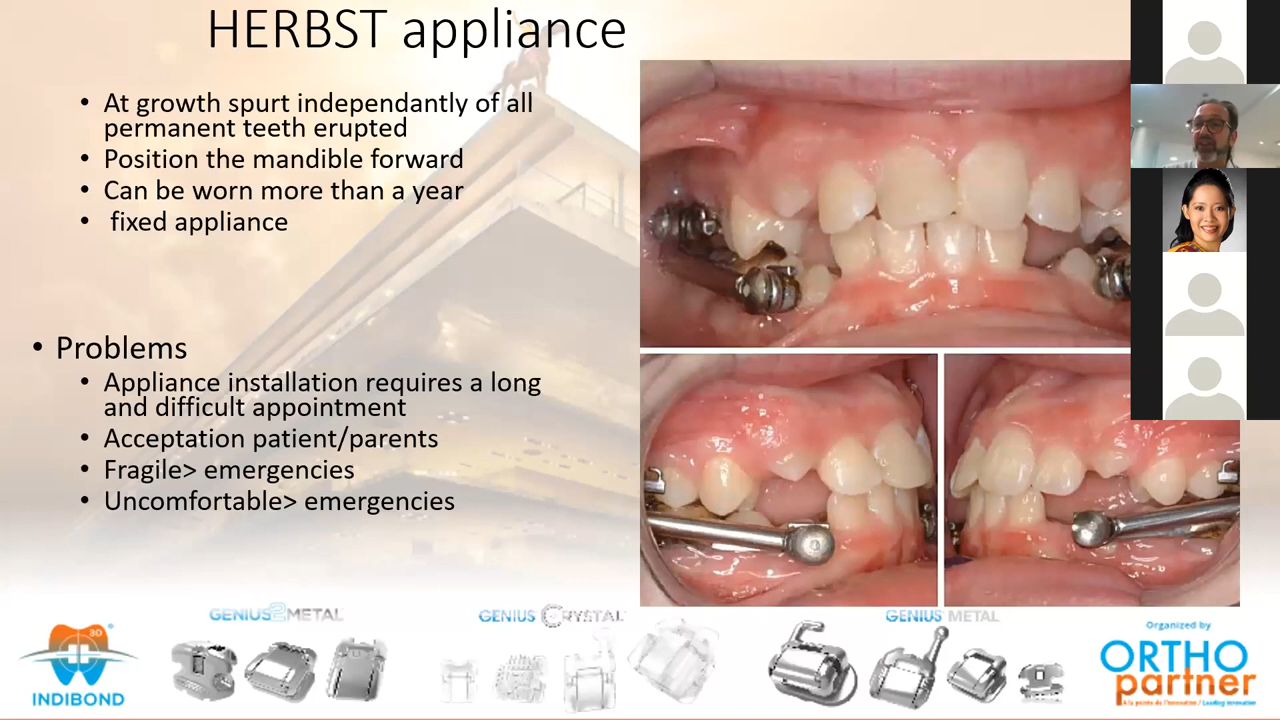 HERBST appliance
• At growth spurt independantly of all
permanent teeth erupted
• Position the mandible forward
• Can be worn more than a year
• fixed appliance
• Problems
• Appliance installation requires a long
and difficult appointment
• Acceptation patient/parents
• Fragile> emergencies
• Uncomfortable> emergencies
GENIUS2METAL
GENIUS CRYSTAL
GENIUS METAL
3D
INDIBOND
Organized by
ORTHO
partner
A la pointe de l'innovation / Leading innovation